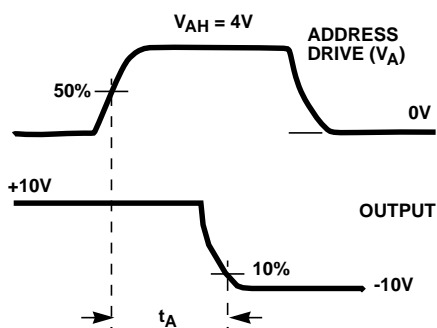 V_AH = 4V
ADDRESS
DRIVE (V_A)
50%
0V
+10V
OUTPUT
10%
-10V
t_A